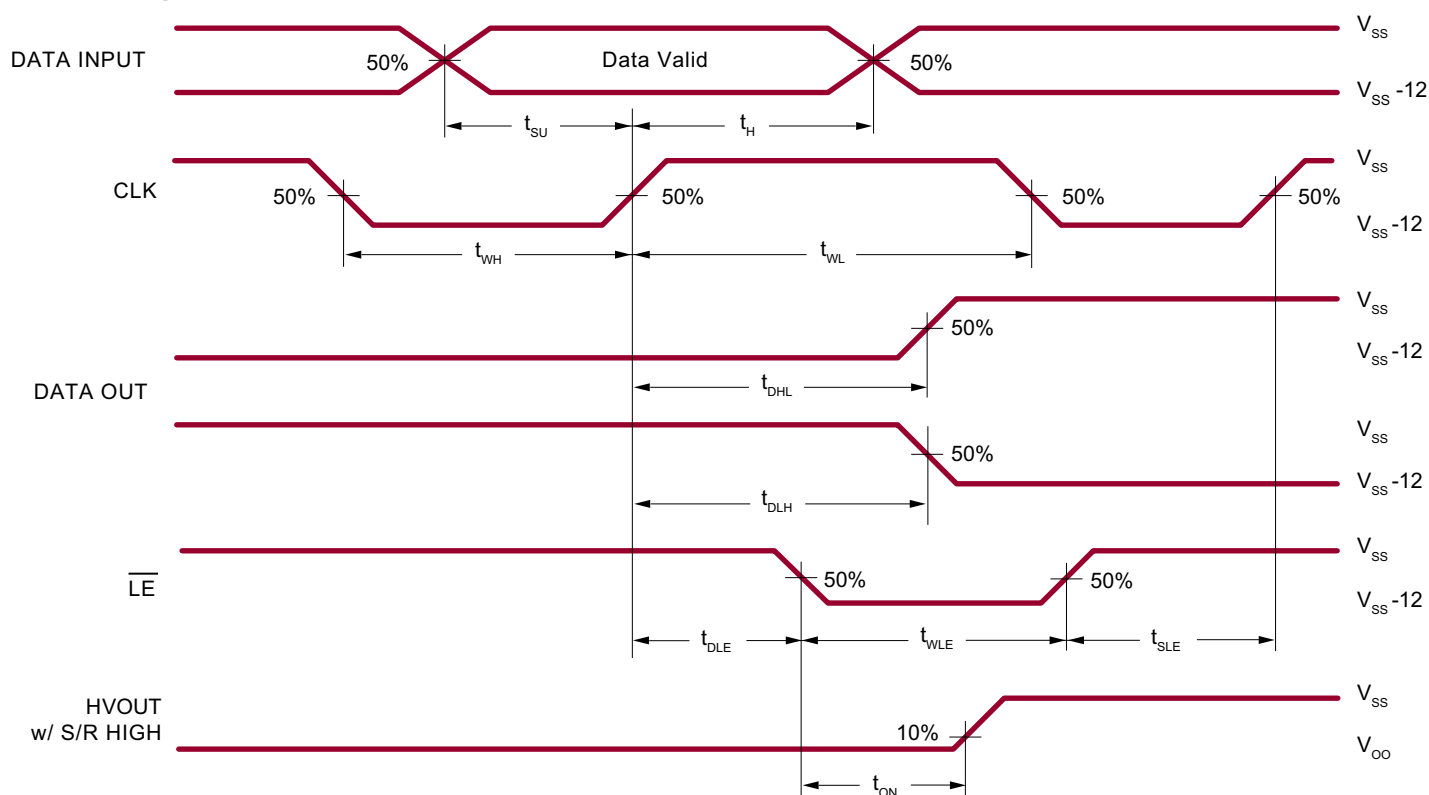 DATA INPUT
50%
Data Valid
50%
VSS
VSS -12
tSU
tH
CLK
50%
50%
50%
50%
VSS
VSS-12
tWH
tWL
DATA OUT
50%
VSS
VSS-12
tDHL
50%
VSS
VSS-12
tDLH
LE
50%
50%
VSS
VSS-12
tDLE
tWLE
tSLE
HVOUT
w/ S/R HIGH
10%
VSS
VOO
tON